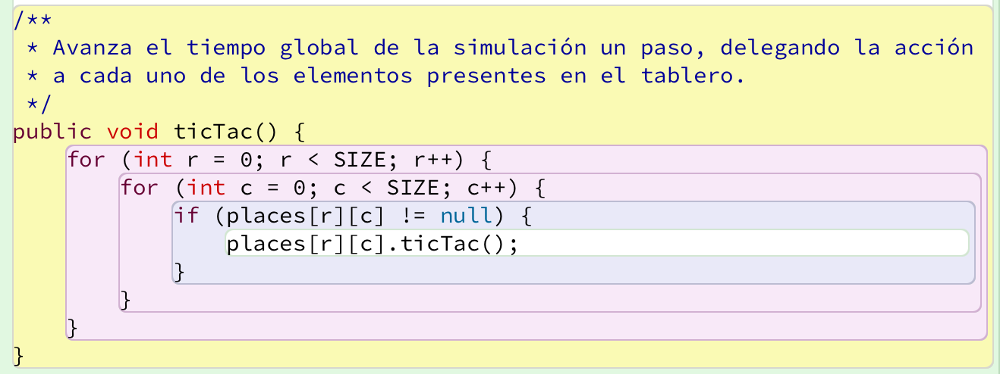 /**
 * Avanza el tiempo global de la simulación un paso, delegando la acción
 * a cada uno de los elementos presentes en el tablero.
 */
public void ticTac() {
    for (int r = 0; r < SIZE; r++) {
        for (int c = 0; c < SIZE; c++) {
            if (places[r][c] != null) {
                places[r][c].ticTac();
            }
        }
    }
}